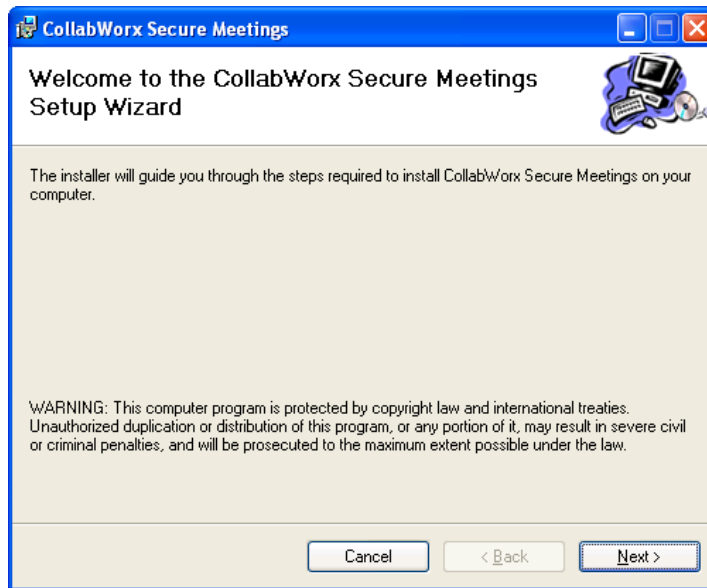 CollabWorx Secure Meetings
Welcome to the CollabWorx Secure Meetings
Setup Wizard
The installer will guide you through the steps required to install CollabWorx Secure Meetings on your
computer.
WARNING: This computer program is protected by copyright law and international treaties.
Unauthorized duplication or distribution of this program, or any portion of it, may result in severe civil
or criminal penalties, and will be prosecuted to the maximum extent possible under the law.
Cancel < Back Next >